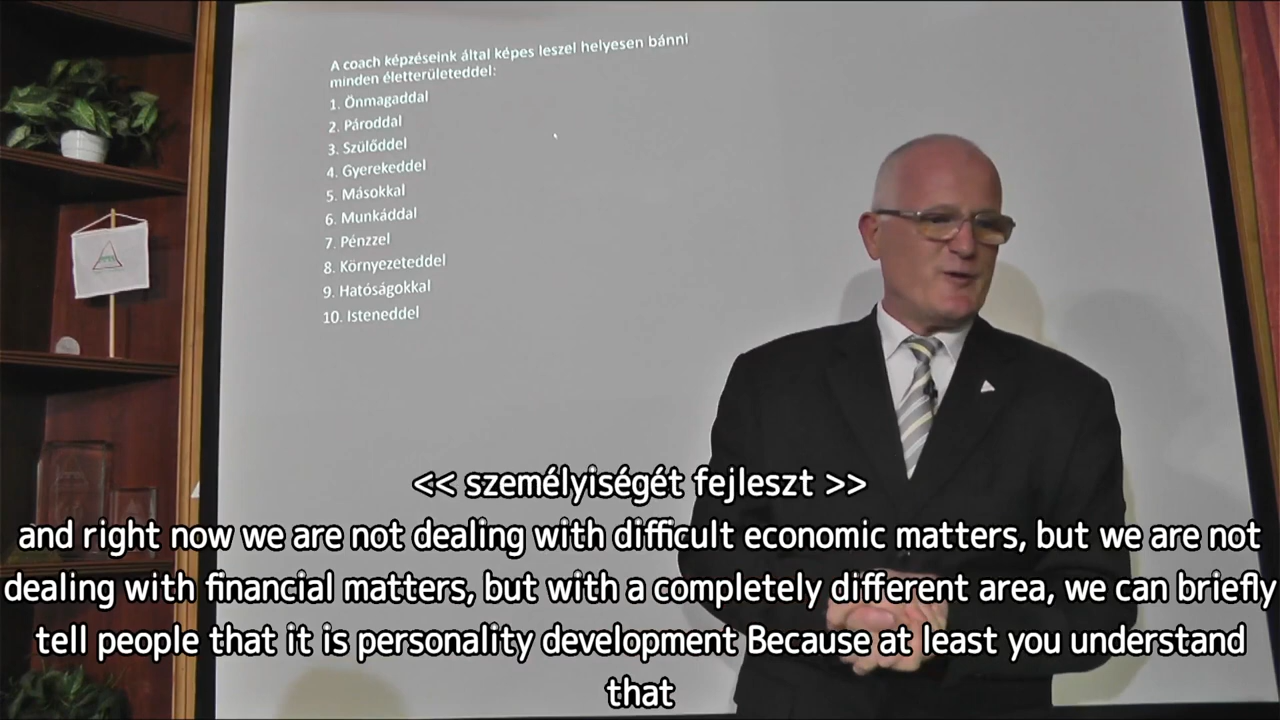 A coach képzéseink által képes leszel helyesen bánni
minden életterületeddel:
1. Önmagaddal
2. Pároddal
3. Szülőddel
4. Gyerekeddel
5. Másokkal
6. Munkáddal
7. Pénzzel
8. Környezeteddel
9. Hatóságokkal
10. Isteneddel
<< személyiségét fejleszt >>
and right now we are not dealing with difficult economic matters, but we are not
dealing with financial matters, but with a completely different area, we can briefly
tell people that it is personality development Because at least you understand
that